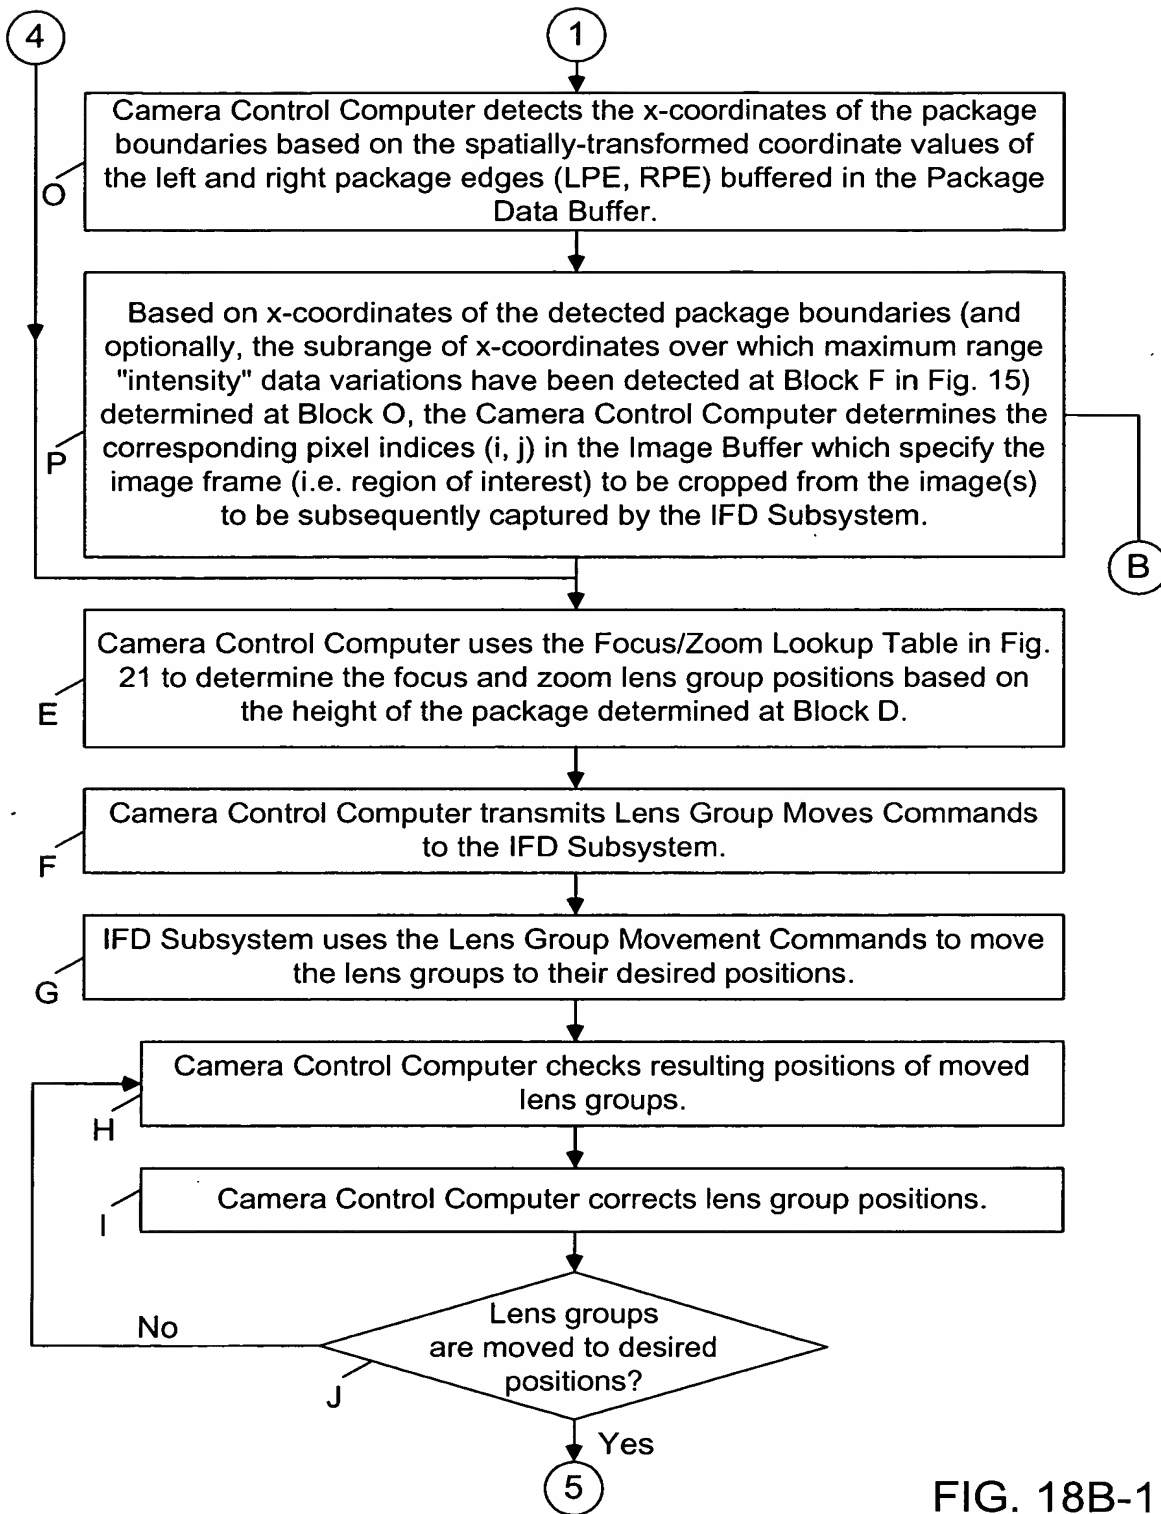 4
1
Camera Control Computer detects the x-coordinates of the package
boundaries based on the spatially-transformed coordinate values of
the left and right package edges (LPE, RPE) buffered in the Package
Data Buffer.
O
Based on x-coordinates of the detected package boundaries (and
optionally, the subrange of x-coordinates over which maximum range
"intensity" data variations have been detected at Block F in Fig. 15)
determined at Block O, the Camera Control Computer determines the
corresponding pixel indices (i, j) in the Image Buffer which specify the
image frame (i.e. region of interest) to be cropped from the image(s)
to be subsequently captured by the IFD Subsystem.
P
B
Camera Control Computer uses the Focus/Zoom Lookup Table in Fig.
21 to determine the focus and zoom lens group positions based on
the height of the package determined at Block D.
E
Camera Control Computer transmits Lens Group Moves Commands
to the IFD Subsystem.
F
IFD Subsystem uses the Lens Group Movement Commands to move
the lens groups to their desired positions.
G
Camera Control Computer checks resulting positions of moved
lens groups.
H
Camera Control Computer corrects lens group positions.
I
Lens groups
are moved to desired
positions?
No
J
Yes
5
FIG. 18B-1